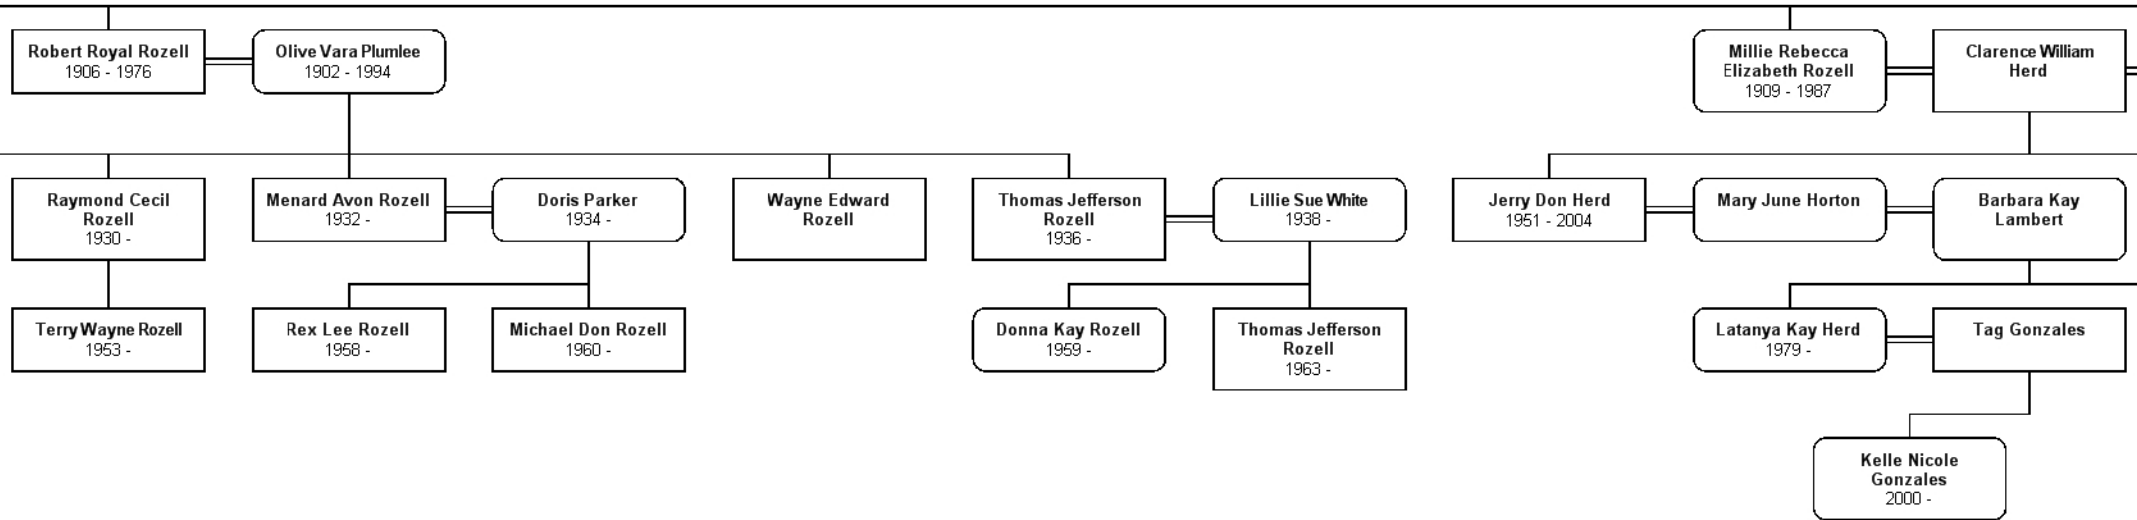 Robert Royal Rozell
1906 - 1976
Olive Vara Plumlee
1902 - 1994
Millie Rebecca
Elizabeth Rozell
1909 - 1987
Clarence William
Herd
Raymond Cecil
Rozell
1930 -
Menard Avon Rozell
1932 -
Doris Parker
1934 -
Wayne Edward
Rozell
Thomas Jefferson
Rozell
1936 -
Lillie Sue White
1938 -
Jerry Don Herd
1951 - 2004
Mary June Horton
Barbara Kay
Lambert
Terry Wayne Rozell
1953 -
Rex Lee Rozell
1958 -
Michael Don Rozell
1960 -
Donna Kay Rozell
1959 -
Thomas Jefferson
Rozell
1963 -
Latanya Kay Herd
1979 -
Tag Gonzales
Kelle Nicole
Gonzales
2000 -